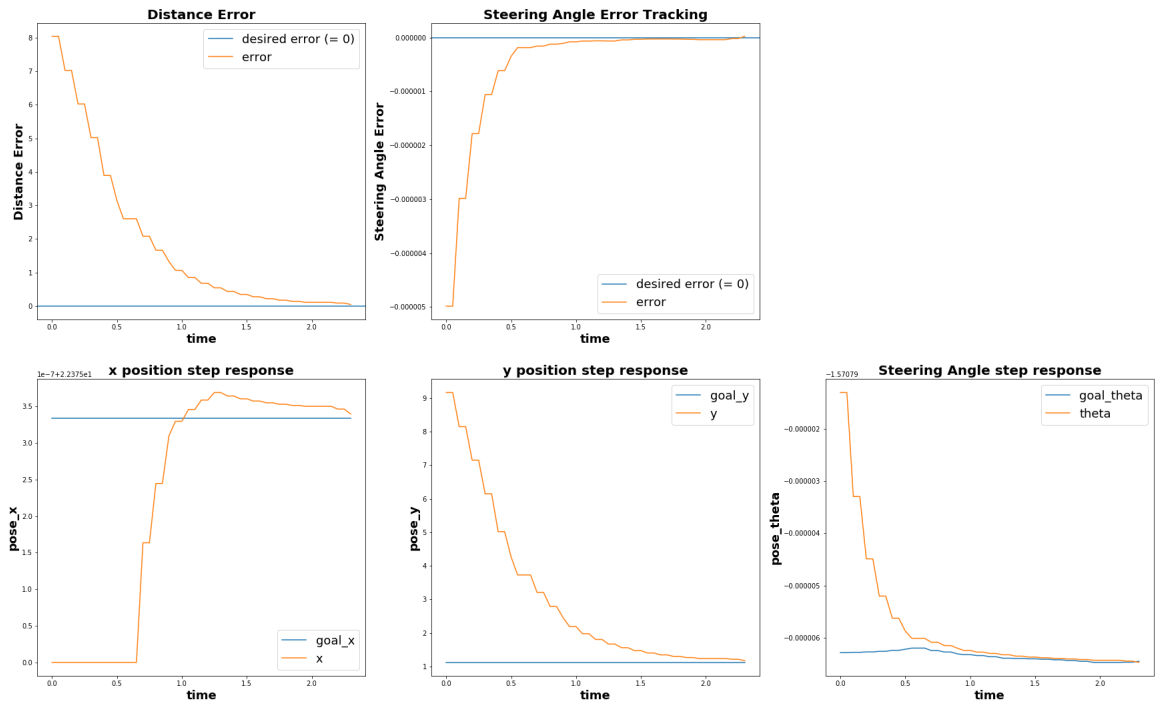 Distance Error
Distance Error
8
7
6
5
4
3
2
1
0
desired error (= 0)
error
0.0 0.5 1.0 1.5 2.0
time
Steering Angle Error Tracking
Steering Angle Error
0.000000
−0.000001
−0.000002
−0.000003
−0.000004
−0.000005
desired error (= 0)
error
0.0 0.5 1.0 1.5 2.0
time
x position step response
1e−7+2.2375e1
pose_x
3.5
3.0
2.5
2.0
1.5
1.0
0.5
0.0
goal_x
x
0.0 0.5 1.0 1.5 2.0
time
y position step response
pose_y
9
8
7
6
5
4
3
2
1
goal_y
y
0.0 0.5 1.0 1.5 2.0
time
Steering Angle step response
−1.57079
pose_theta
−0.000002
−0.000003
−0.000004
−0.000005
−0.000006
goal_theta
theta
0.0 0.5 1.0 1.5 2.0
time